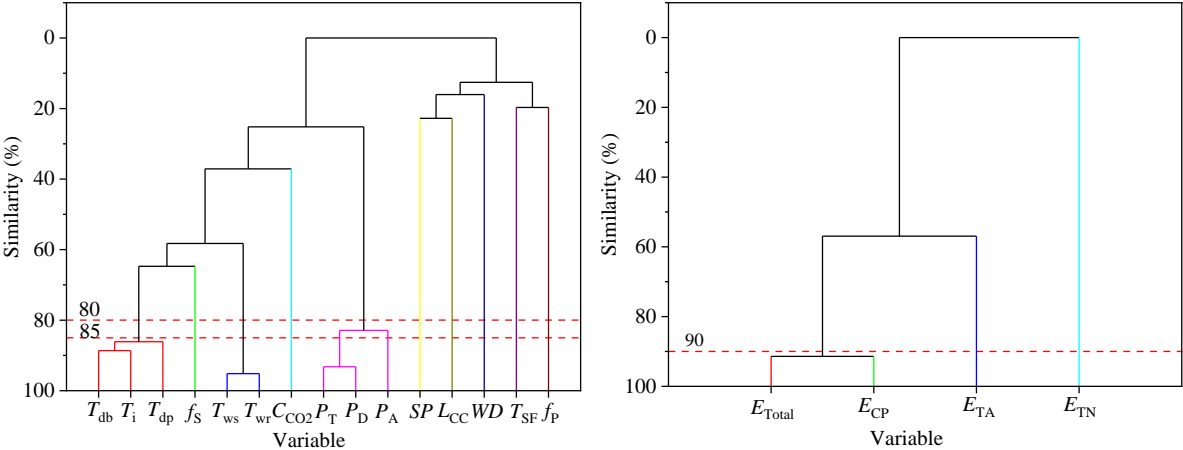 0
20
40
60
80
100
Similarity (%)
80
85
T_db T_i T_dp f_S T_ws T_wr C_CO2 P_T P_D P_A SP L_CC WD T_SF f_P
Variable
0
20
40
60
80
100
Similarity (%)
90
E_Total E_CP E_TA E_TN
Variable